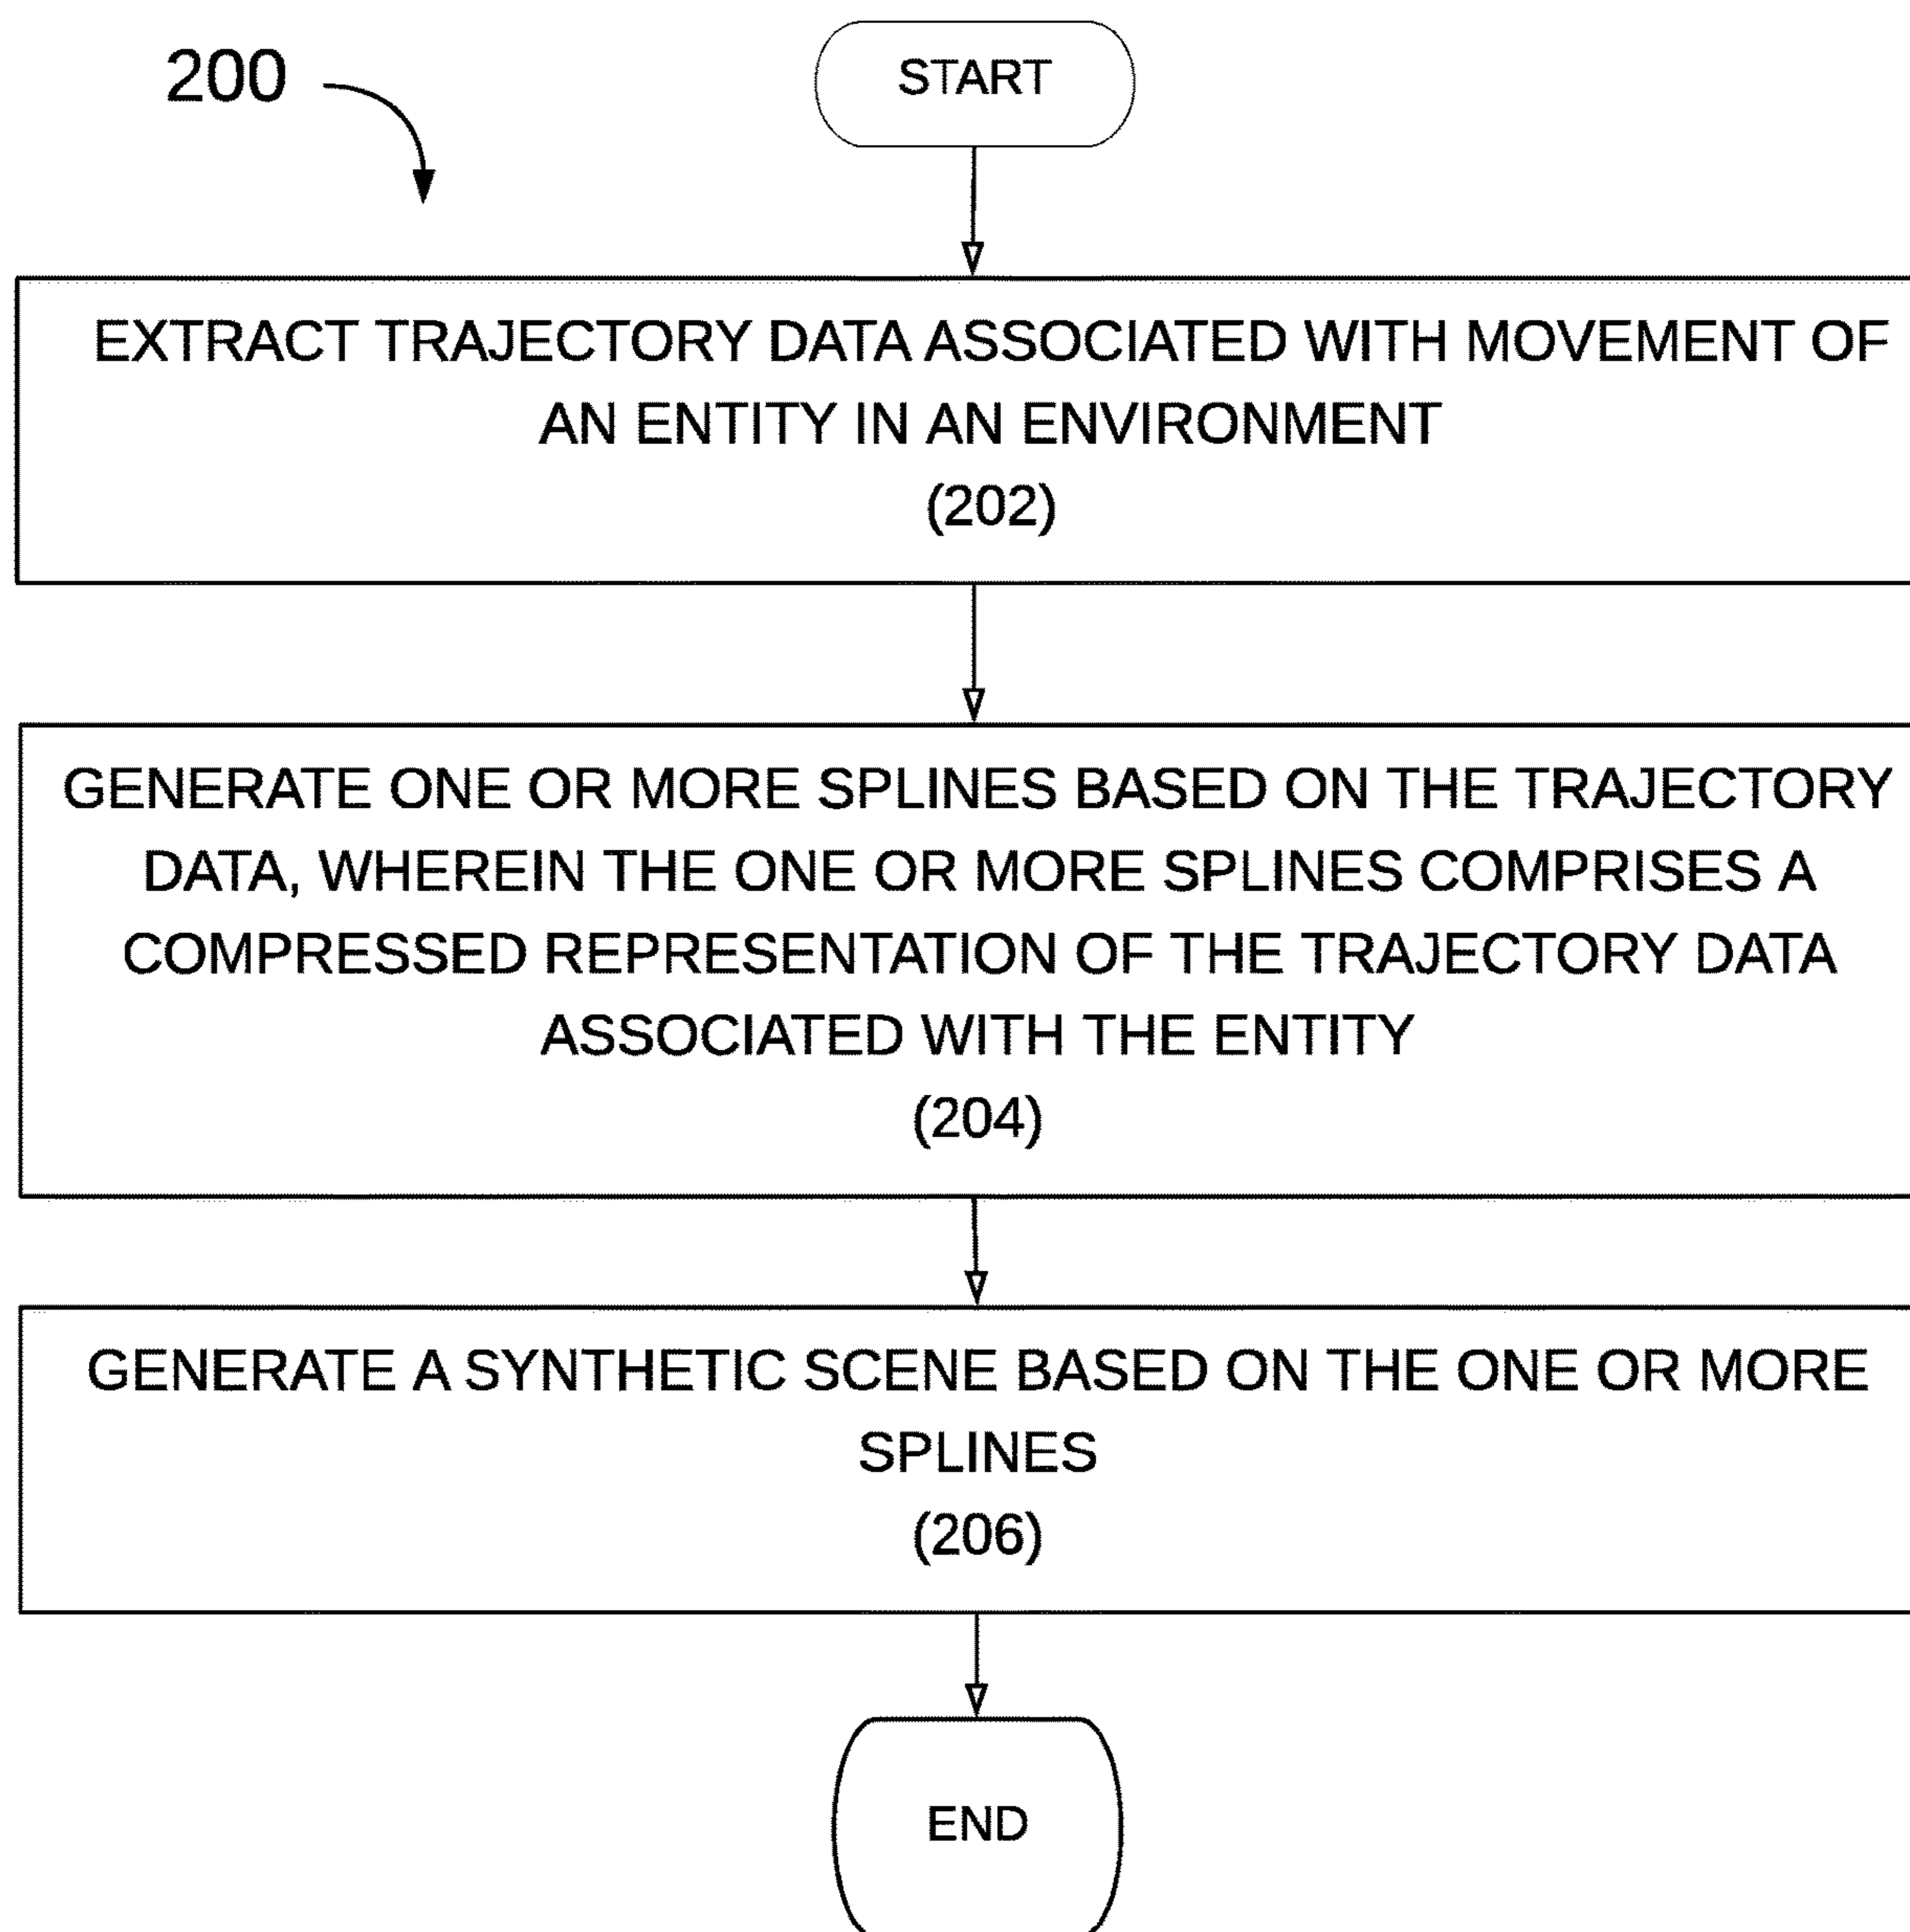 200
START
EXTRACT TRAJECTORY DATA ASSOCIATED WITH MOVEMENT OF
AN ENTITY IN AN ENVIRONMENT
(202)
GENERATE ONE OR MORE SPLINES BASED ON THE TRAJECTORY
DATA, WHEREIN THE ONE OR MORE SPLINES COMPRISES A
COMPRESSED REPRESENTATION OF THE TRAJECTORY DATA
ASSOCIATED WITH THE ENTITY
(204)
GENERATE A SYNTHETIC SCENE BASED ON THE ONE OR MORE
SPLINES
(206)
END